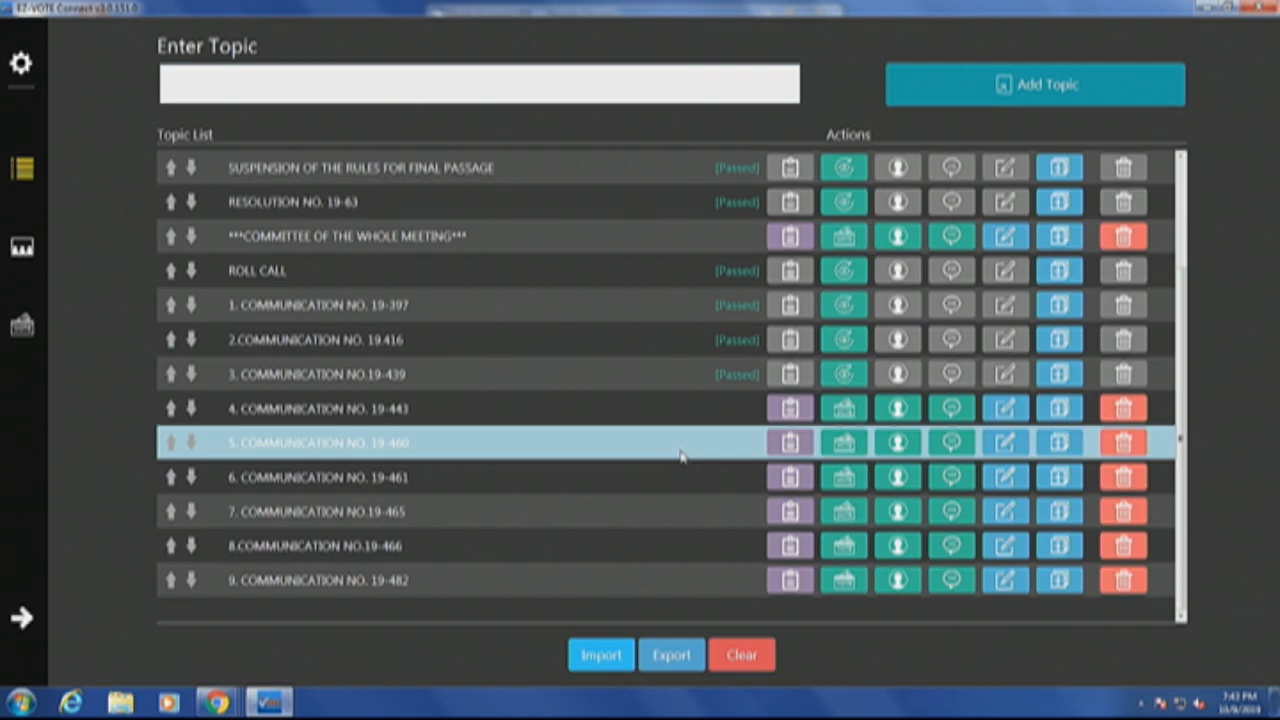 EZ-VOTE Connect v3.0.151.0
Enter Topic
Add Topic
Topic List Actions
SUSPENSION OF THE RULES FOR FINAL PASSAGE [Passed]
RESOLUTION NO. 19-63 [Passed]
***COMMITTEE OF THE WHOLE MEETING***
ROLL CALL [Passed]
1. COMMUNICATION NO. 19-397 [Passed]
2.COMMUNICATION NO. 19.416 [Passed]
3. COMMUNICATION NO.19-439 [Passed]
4. COMMUNICATION NO. 19-443
5. COMMUNICATION NO. 19-460
6. COMMUNICATION NO. 19-461
7. COMMUNICATION NO.19-465
8.COMMUNICATION NO.19-466
9. COMMUNICATION NO. 19-482
Import Export Clear
7:43 PM
10/9/2019